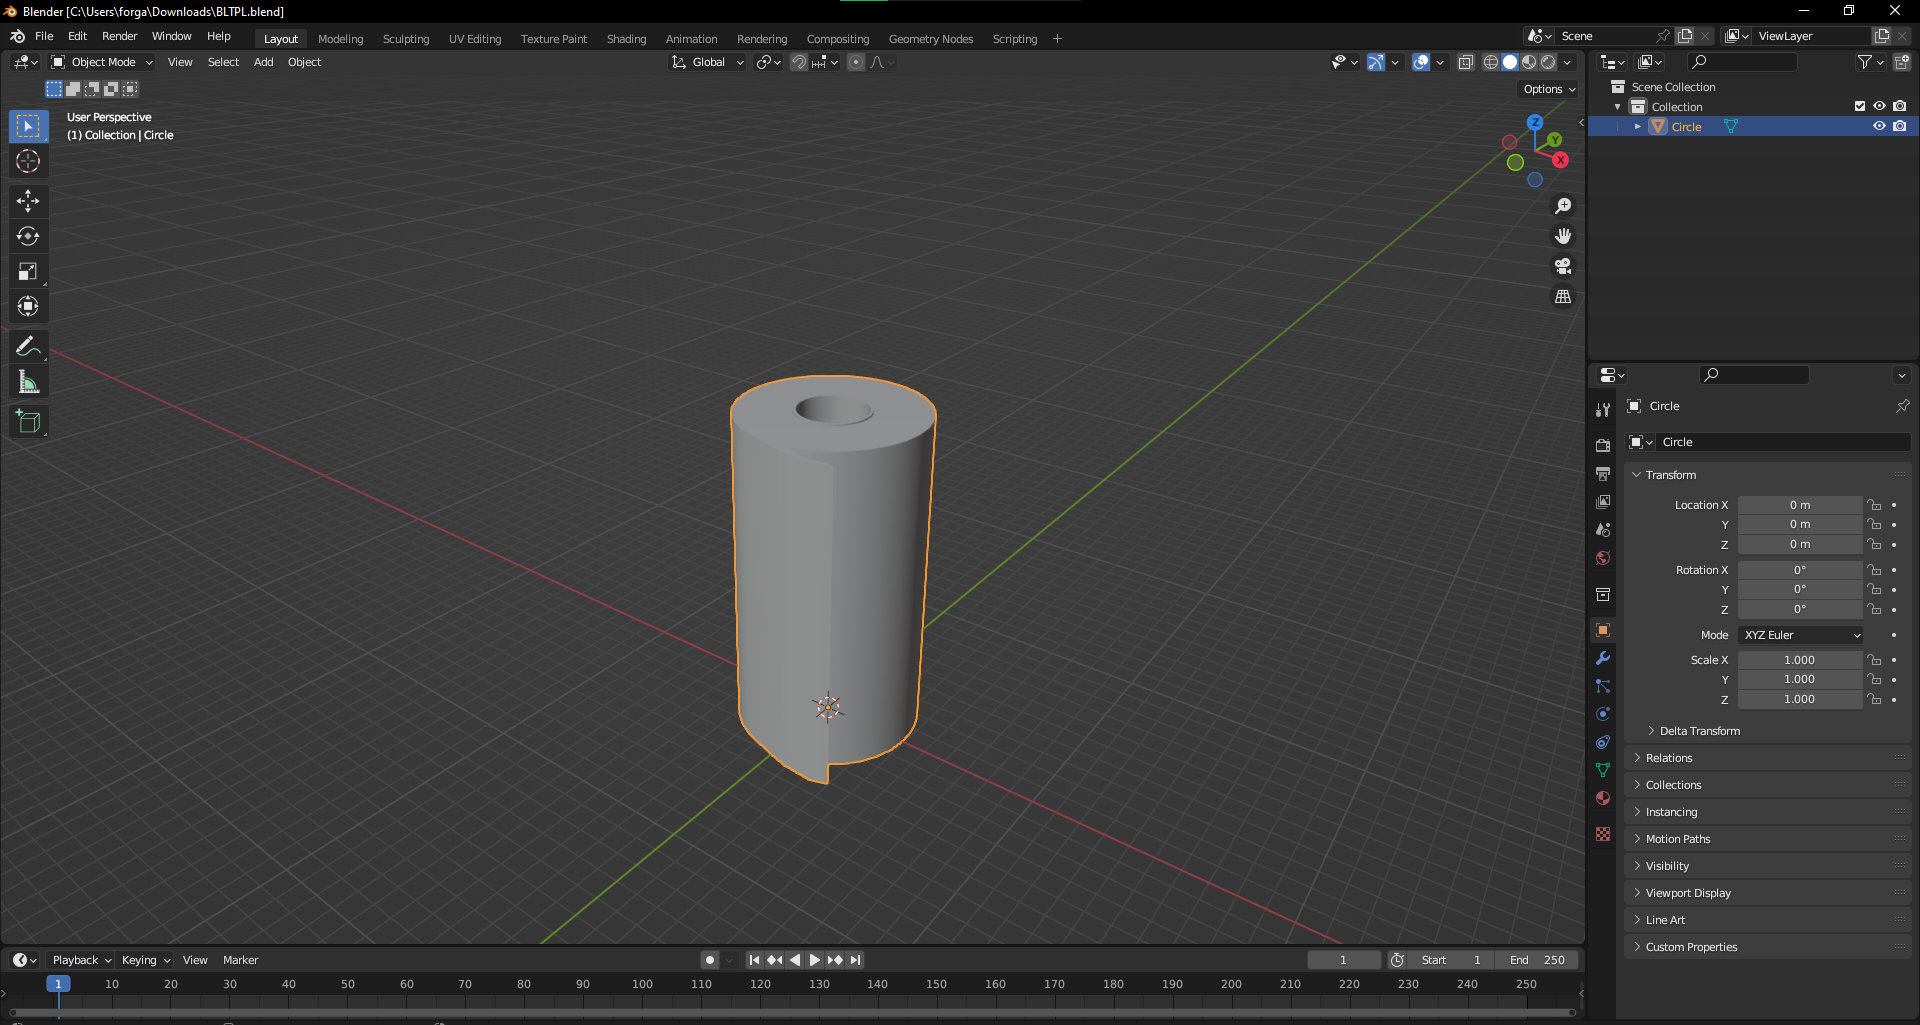 Blender [C:\Users\forga\Downloads\BLTPL.blend]
File Edit Render Window Help Layout Modeling Sculpting UV Editing Texture Paint Shading Animation Rendering Compositing Geometry Nodes Scripting + Scene ViewLayer
Object Mode View Select Add Object Global
Options
User Perspective
(1) Collection | Circle
Z
Y
X
Scene Collection
Collection
Circle
Circle
Circle
Transform
Location X 0 m
Y 0 m
Z 0 m
Rotation X 0°
Y 0°
Z 0°
Mode XYZ Euler
Scale X 1.000
Y 1.000
Z 1.000
Delta Transform
Relations
Collections
Instancing
Motion Paths
Visibility
Viewport Display
Line Art
Custom Properties
Playback Keying View Marker 1 Start 1 End 250
1 10 20 30 40 50 60 70 80 90 100 110 120 130 140 150 160 170 180 190 200 210 220 230 240 250